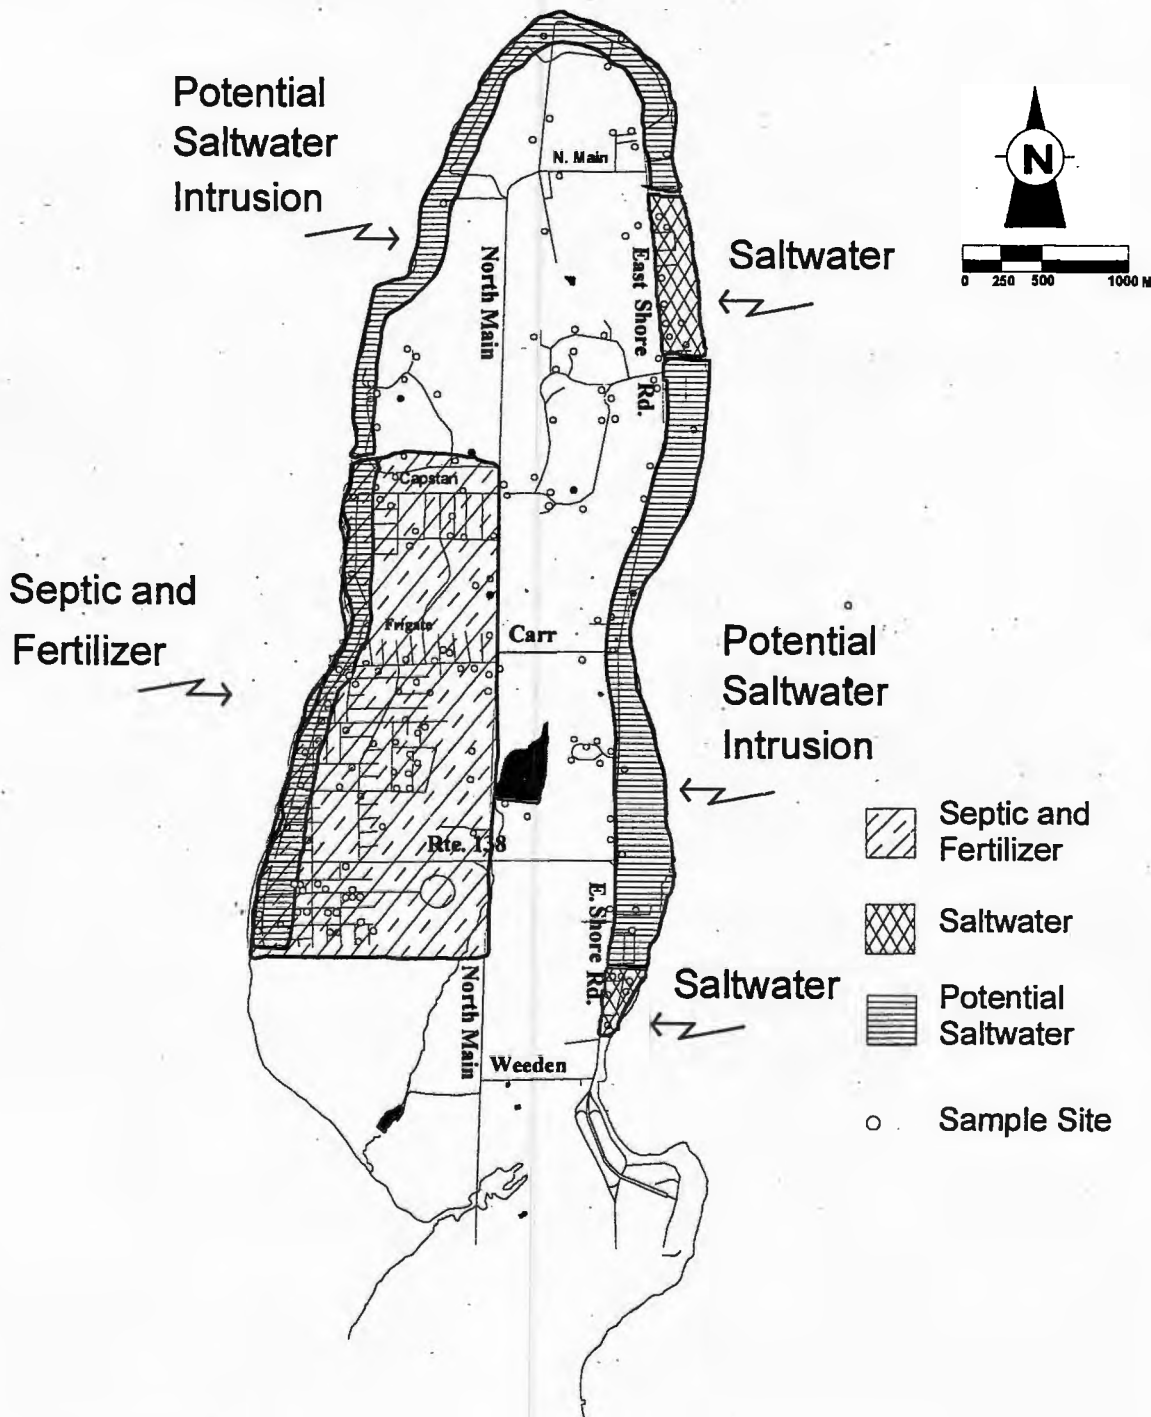 Potential
Saltwater
Intrusion
N
0 250 500 1000 M
N. Main
North Main
East Shore Rd.
Saltwater
Capstan
Septic and
Fertilizer
Frigate
Carr
Potential
Saltwater
Intrusion
Rte. 138
E. Shore Rd.
North Main
Saltwater
Weeden
Septic and
Fertilizer
Saltwater
Potential
Saltwater
Sample Site